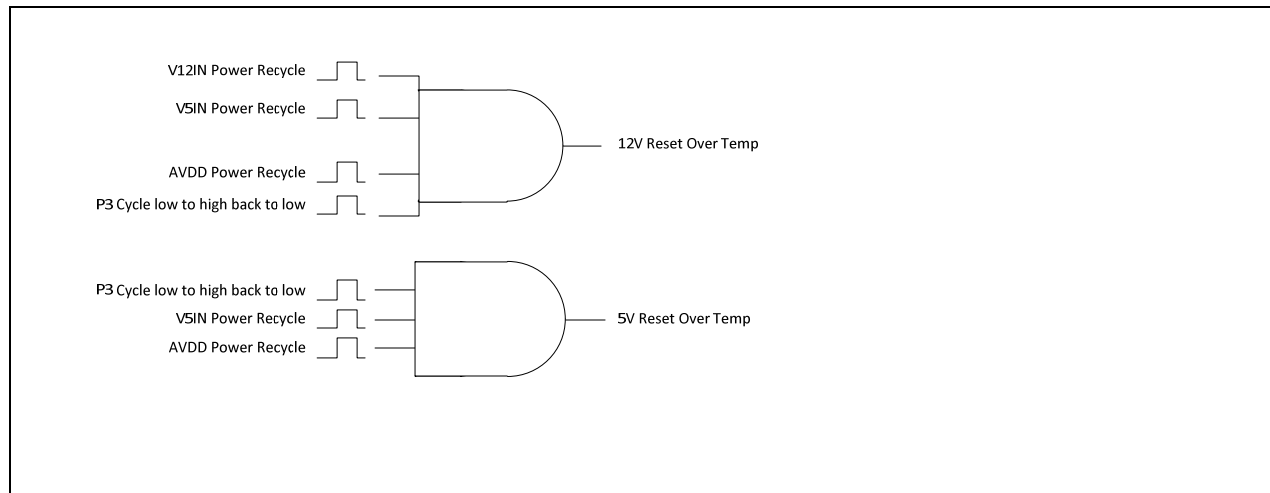 V12IN Power Recycle
V5IN Power Recycle
AVDD Power Recycle
P3 Cycle low to high back to low
12V Reset Over Temp
P3 Cycle low to high back to low
V5IN Power Recycle
AVDD Power Recycle
5V Reset Over Temp